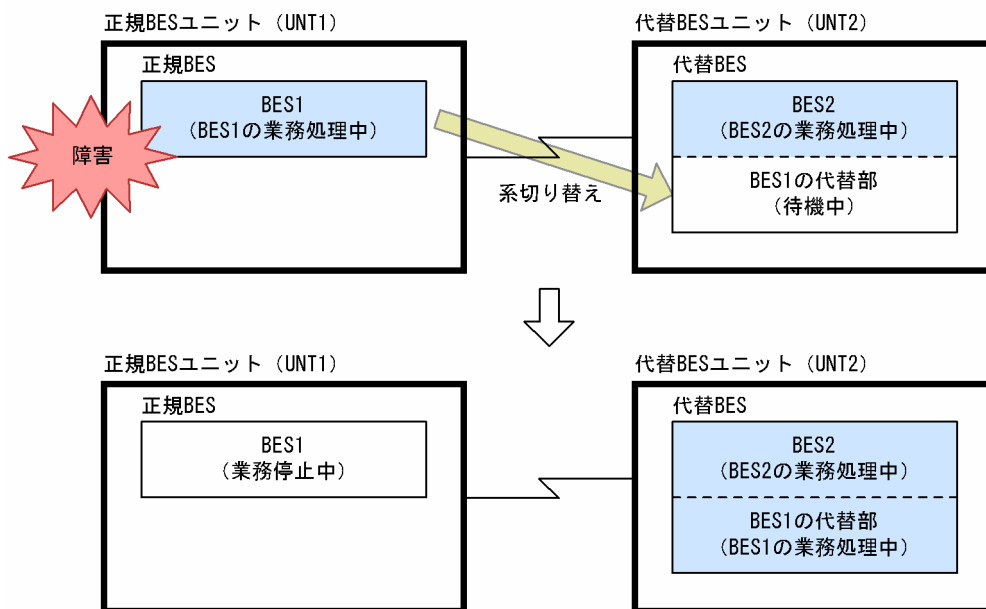 正規BESユニット（UNT1）
代替BESユニット（UNT2）
正規BES
BES1
（BES1の業務処理中）
障害
系切り替え
代替BES
BES2
（BES2の業務処理中）
BES1の代替部
（待機中）
正規BESユニット（UNT1）
代替BESユニット（UNT2）
正規BES
BES1
（業務停止中）
代替BES
BES2
（BES2の業務処理中）
BES1の代替部
（BES1の業務処理中）